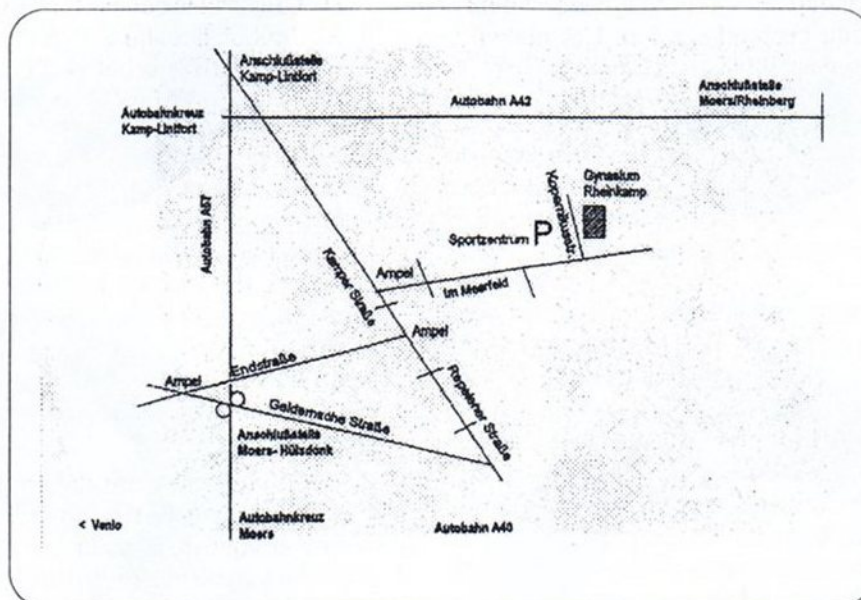 Anschlußstelle
Kamp-Lintfort
Anschlußstelle
Moers/Rheinberg
Autobahn A42
Autobahnkreuz
Kamp-Lintfort
Autobahn A57
Gynasium
Rheinkamp
Kopernikusstr.
Sportzentrum P
Kamper Straße
Ampel
Im Meerfeld
Ampel
Endstraße
Ampel
Repelener Straße
Geldernsche Straße
Anschlußstelle
Moers- Hülsdonk
< Venlo
Autobahnkreuz
Moers
Autobahn A40